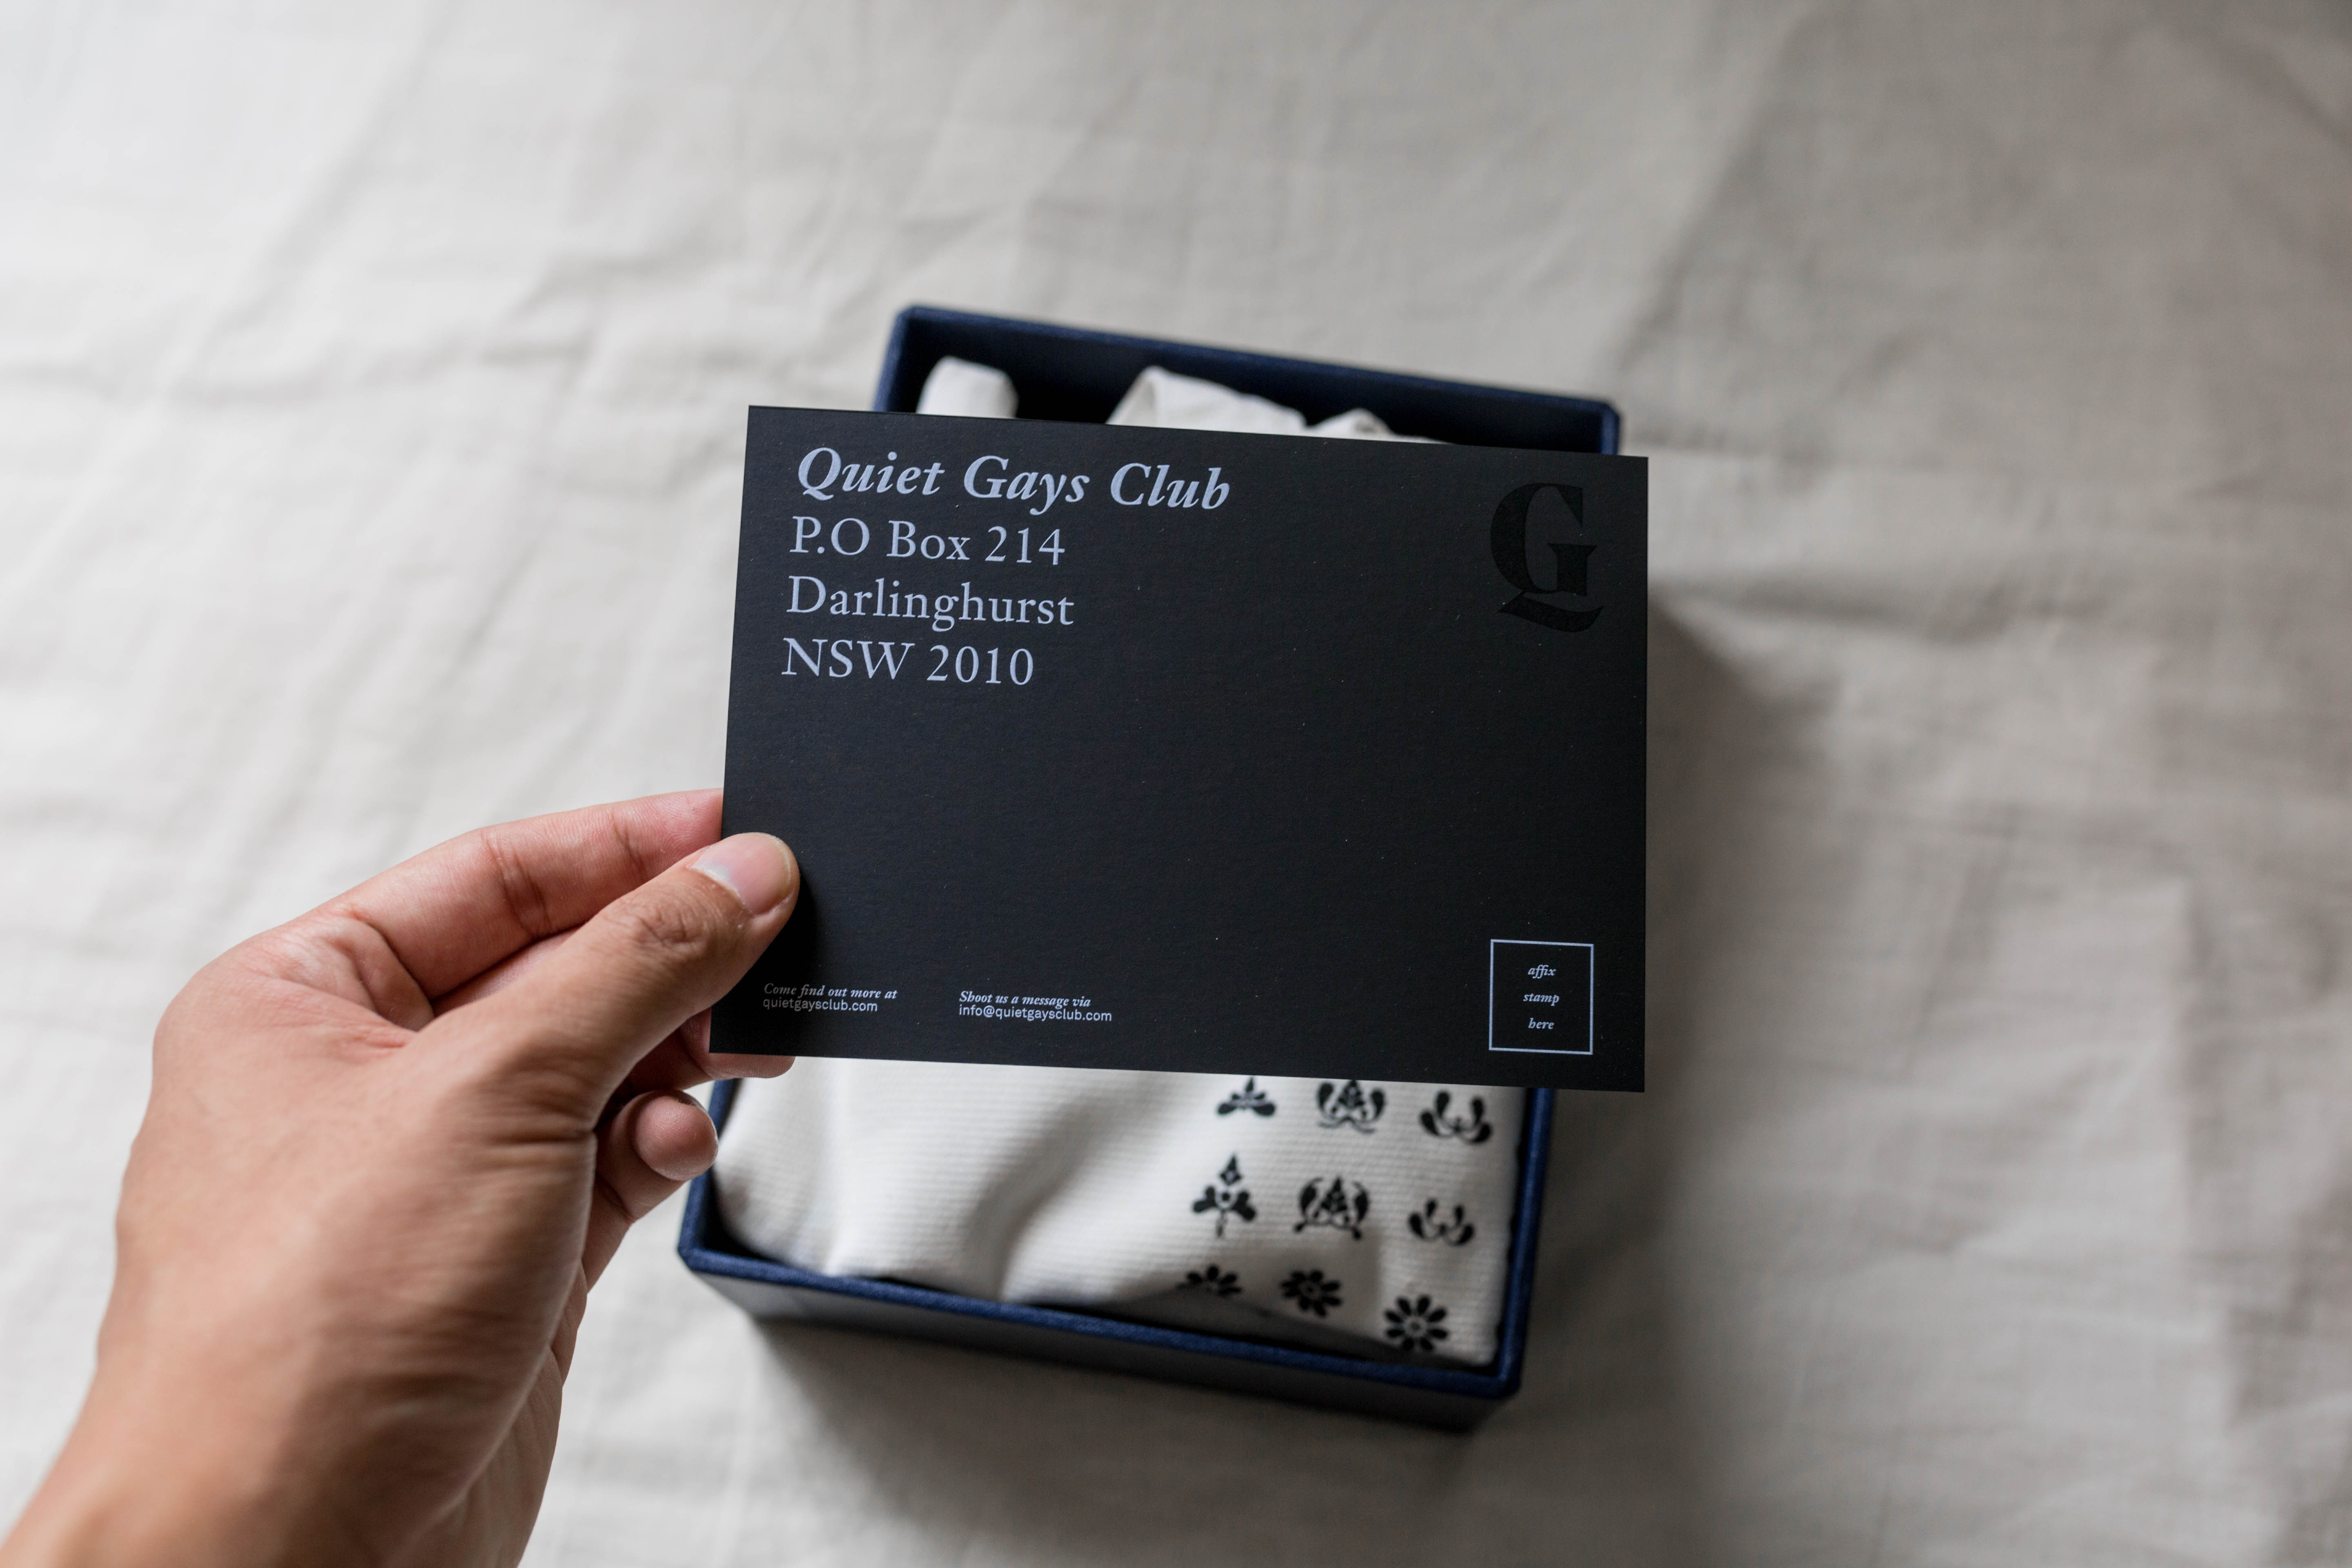 Quiet Gays Club
P.O Box 214
Darlinghurst
NSW 2010
G
Come find out more at
quietgaysclub.com
Shoot us a message via
info@quietgaysclub.com
affix
stamp
here